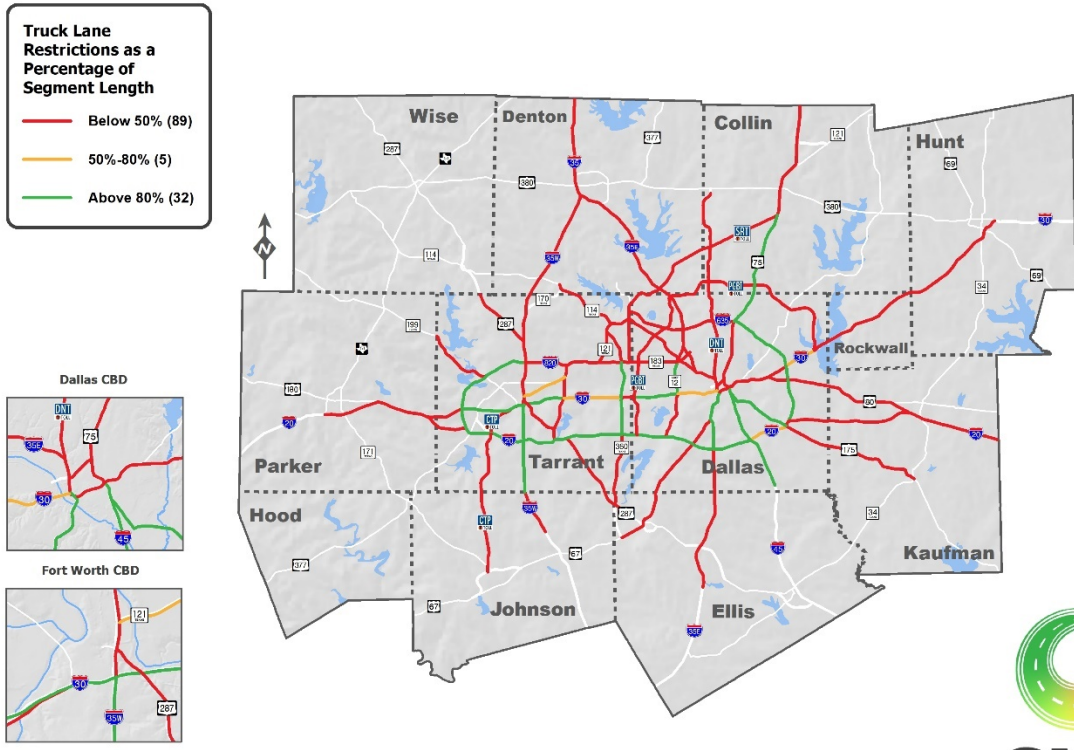 Truck Lane
Restrictions as a
Percentage of
Segment Length
Below 50% (89)
50%-80% (5)
Above 80% (32)
Wise
Denton
Collin
Hunt
287
377
121
69
35
380
380
30
N
SRT
35W
35E
75
114
69
PGBT
34
170
635
199
287
114
DNT
121
Rockwall
820
183
30
Dallas CBD
PGBT
12
180
30
80
DNT
20
CTP
20
20
35E
75
171
360
175
Parker
Tarrant
Dallas
30
Hood
35W
287
34
45
CTP
45
Kaufman
67
377
Fort Worth CBD
67
Johnson
Ellis
121
35E
30
287
35W